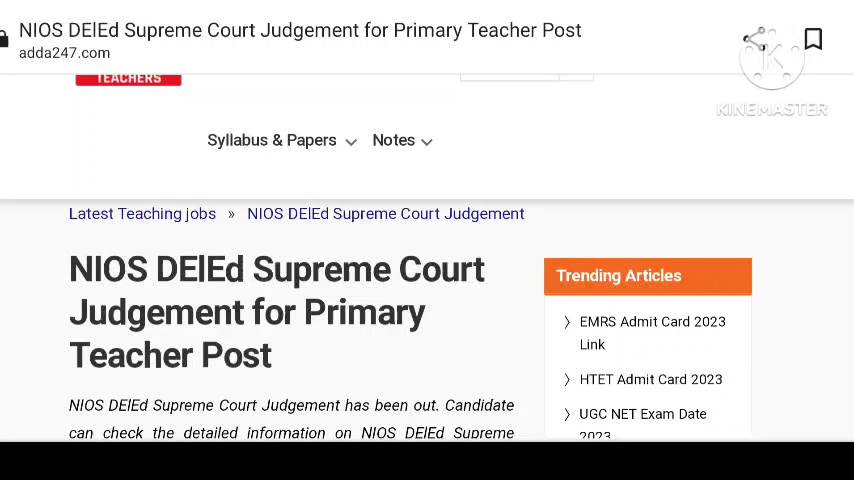 NIOS DElEd Supreme Court Judgement for Primary Teacher Post
adda247.com
KINEMASTER
TEACHERS
Syllabus & Papers Notes
Latest Teaching jobs » NIOS DElEd Supreme Court Judgement
NIOS DElEd Supreme Court
Judgement for Primary
Teacher Post
NIOS DElEd Supreme Court Judgement has been out. Candidate
can check the detailed information on NIOS DElEd Supreme
Trending Articles
EMRS Admit Card 2023
Link
HTET Admit Card 2023
UGC NET Exam Date
2023